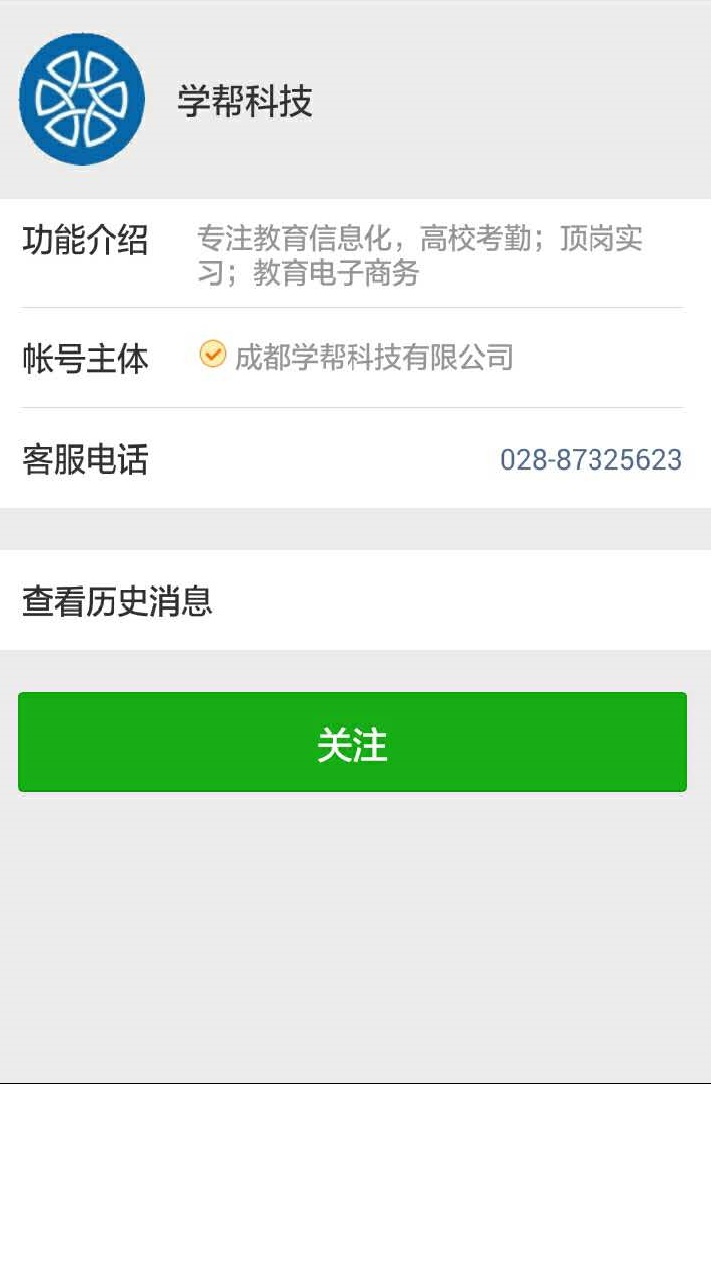 学帮科技
功能介绍 专注教育信息化，高校考勤；顶岗实
习；教育电子商务
帐号主体 成都学帮科技有限公司
客服电话 028-87325623
查看历史消息
关注